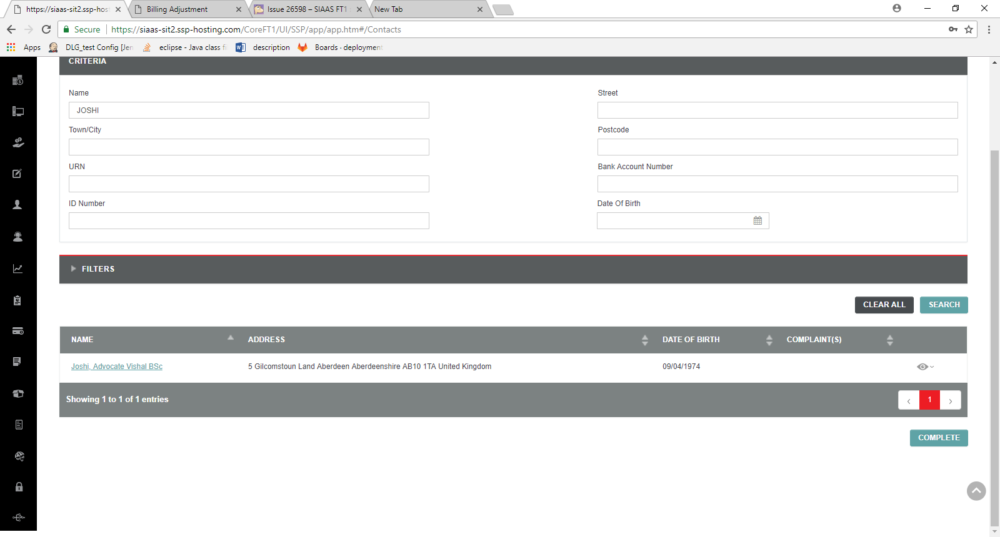 https://siaas-sit2.ssp-host
Billing Adjustment
Issue 26598 – SIAAS FT1
New Tab
Secure
https://siaas-sit2.ssp-hosting.com/CoreFT1/UI/SSP/app/app.htm#/Contacts
Apps
DLG_test Config [Jen
eclipse - Java class fi
description
Boards · deployment
CRITERIA
Name
Street
JOSHI
Town/City
Postcode
URN
Bank Account Number
ID Number
Date Of Birth
FILTERS
CLEAR ALL
SEARCH
NAME
ADDRESS
DATE OF BIRTH
COMPLAINT(S)
Joshi, Advocate Vishal BSc
5 Gilcomstoun Land Aberdeen Aberdeenshire AB10 1TA United Kingdom
09/04/1974
Showing 1 to 1 of 1 entries
‹
1
›
COMPLETE